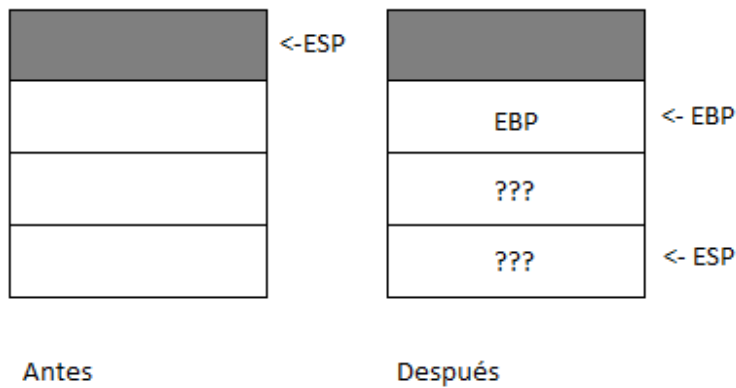 <-ESP
EBP
<- EBP
???
???
<- ESP
Antes
Después